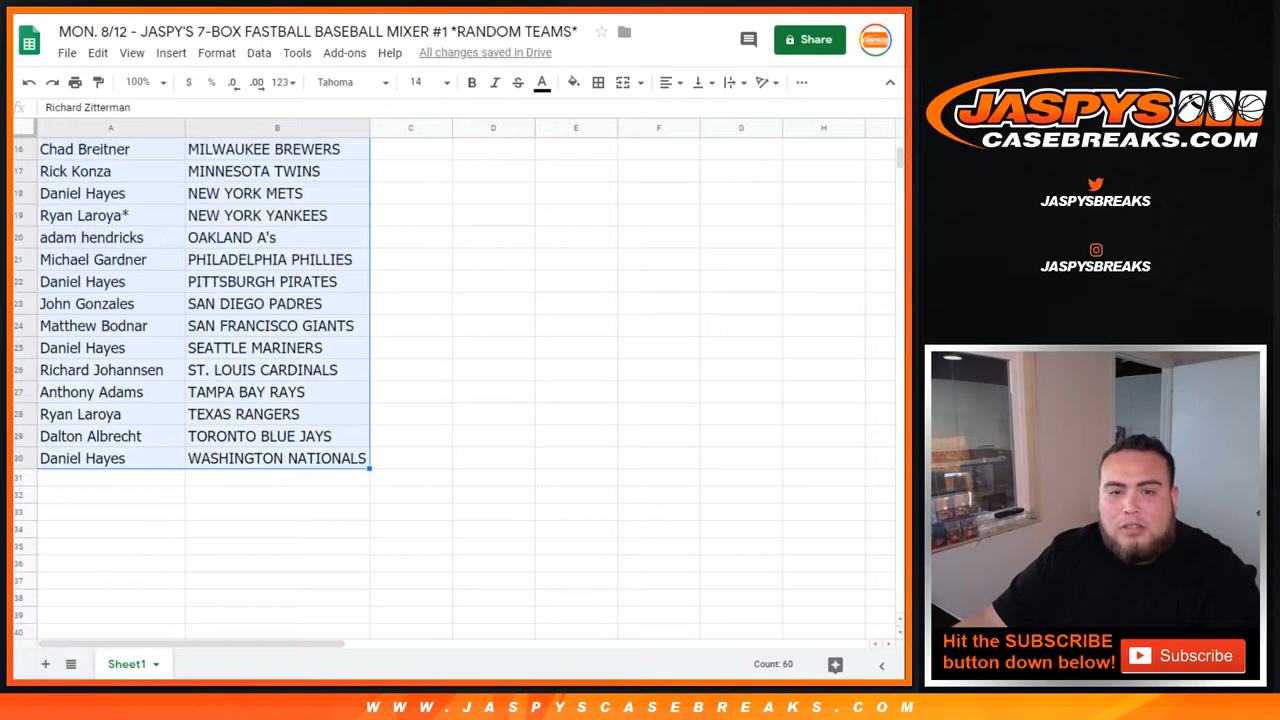 MON. 8/12 - JASPY'S 7-BOX FASTBALL BASEBALL MIXER #1 *RANDOM TEAMS*
File Edit View Insert Format Data Tools Add-ons Help All changes saved in Drive
Share
100% $ % .0 .00 123 Tahoma 14 B I S A
fx Richard Zitterman
A B C D E F G H
16 Chad Breitner MILWAUKEE BREWERS
17 Rick Konza MINNESOTA TWINS
18 Daniel Hayes NEW YORK METS
19 Ryan Laroya* NEW YORK YANKEES
20 adam hendricks OAKLAND A's
21 Michael Gardner PHILADELPHIA PHILLIES
22 Daniel Hayes PITTSBURGH PIRATES
23 John Gonzales SAN DIEGO PADRES
24 Matthew Bodnar SAN FRANCISCO GIANTS
25 Daniel Hayes SEATTLE MARINERS
26 Richard Johannsen ST. LOUIS CARDINALS
27 Anthony Adams TAMPA BAY RAYS
28 Ryan Laroya TEXAS RANGERS
29 Dalton Albrecht TORONTO BLUE JAYS
30 Daniel Hayes WASHINGTON NATIONALS
31
32
33
34
35
36
37
38
39
40
Sheet1
Count: 60
JASPYS
CASEBREAKS.COM
JASPYSBREAKS
JASPYSBREAKS
Hit the SUBSCRIBE
button down below!
Subscribe
WWW.JASPYSCASEBREAKS.COM